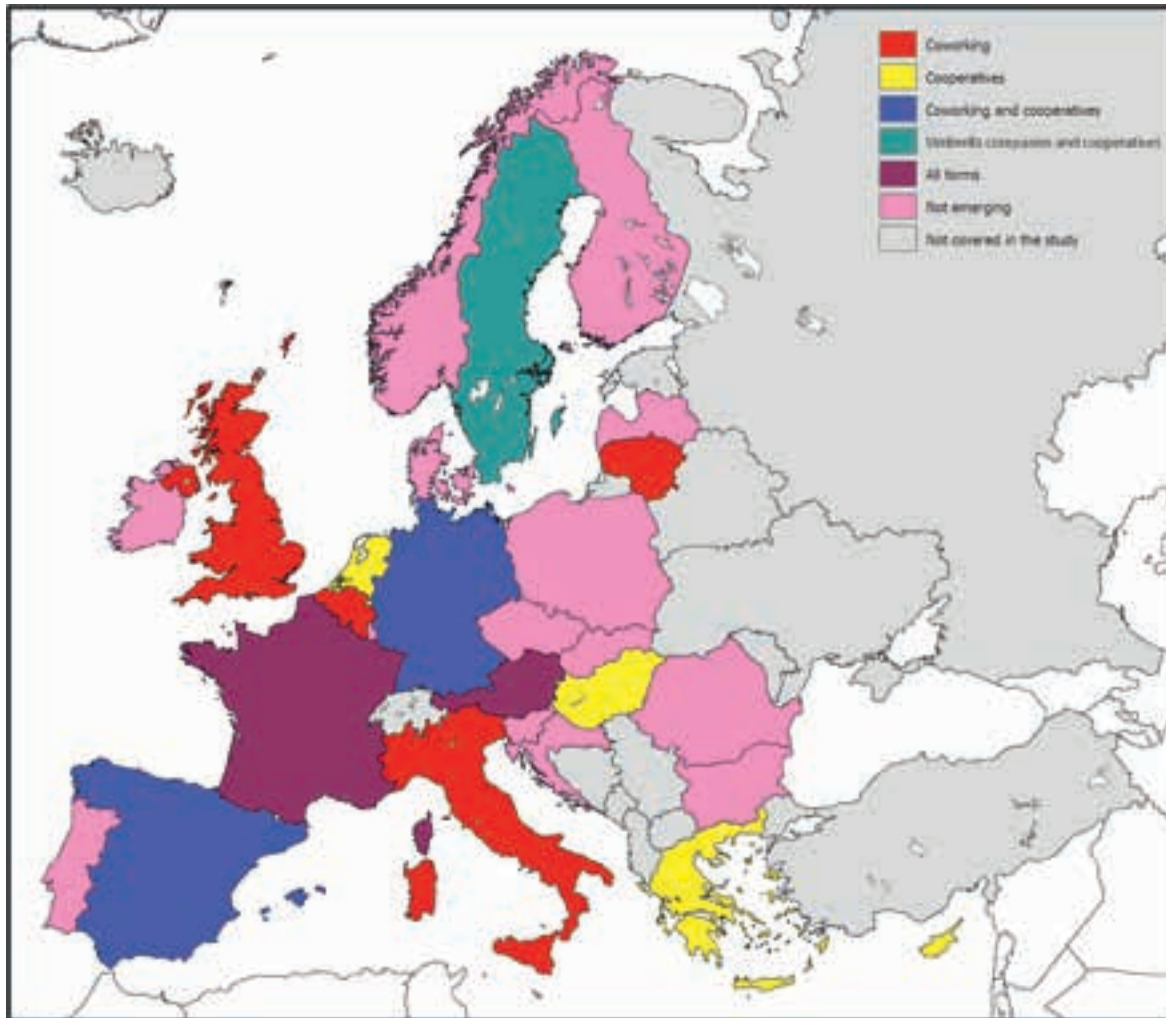 Coworking
Cooperatives
Coworking and cooperatives
Umbrella companies and cooperatives
All forms
Not emerging
Not covered in the study